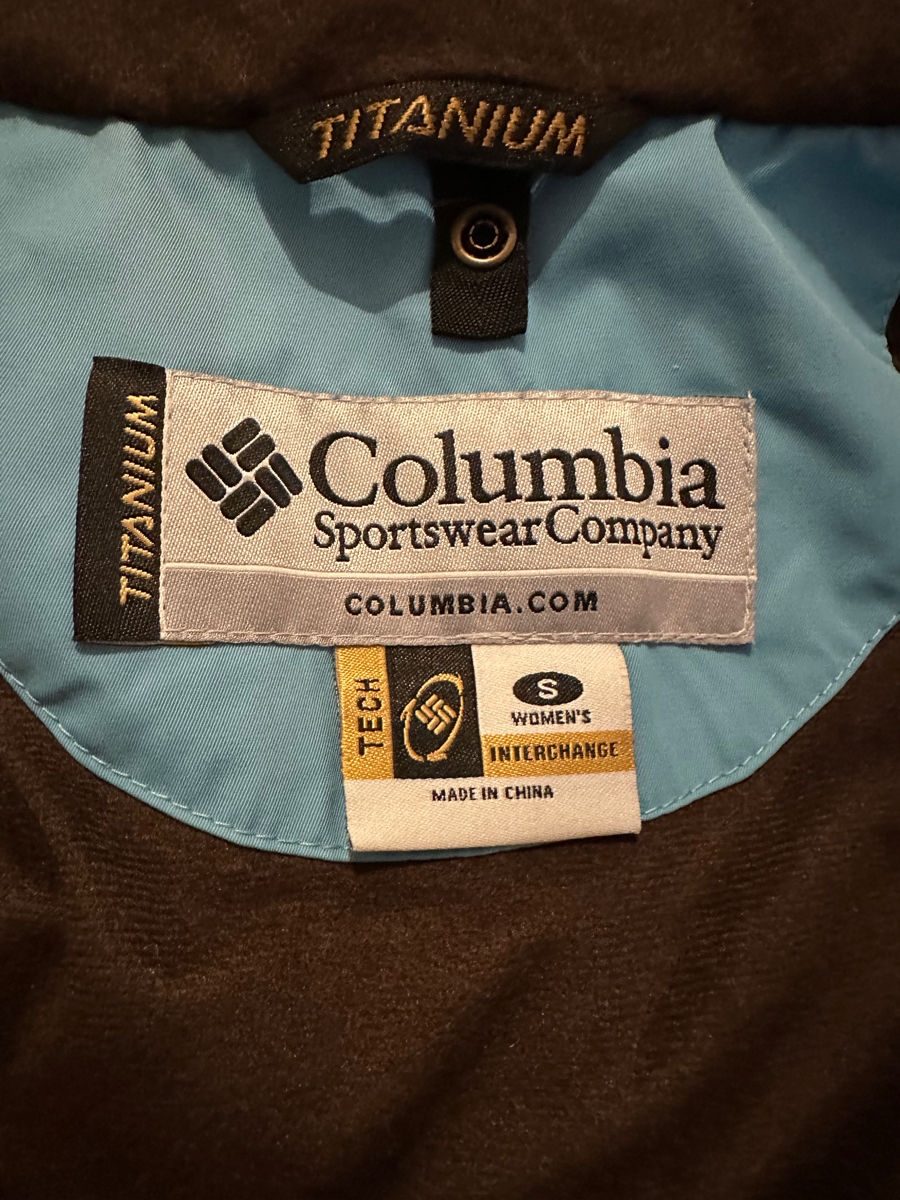 TITANIUM
TITANIUM
Columbia
Sportswear Company
COLUMBIA.COM
TECH
S
WOMEN'S
INTERCHANGE
MADE IN CHINA